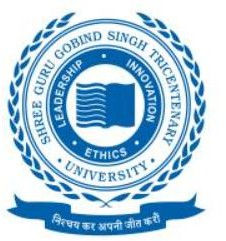 SHREE GURU GOBIND SINGH TRICENTENARY
UNIVERSITY
LEADERSHIP
INNOVATION
ETHICS
निश्चय कर अपनी जीत करौं